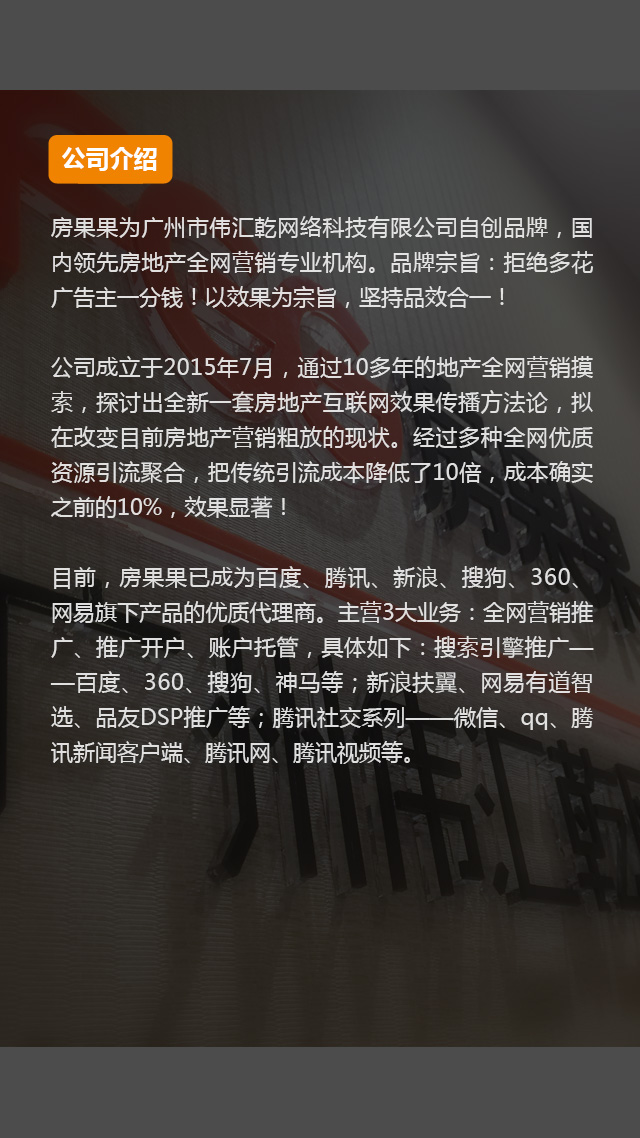 公司介绍
房果果为广州市伟汇乾网络科技有限公司自创品牌，国
内领先房地产全网营销专业机构。品牌宗旨：拒绝多花
广告主一分钱！以效果为宗旨，坚持品效合一！
公司成立于2015年7月，通过10多年的地产全网营销摸
索，探讨出全新一套房地产互联网效果传播方法论，拟
在改变目前房地产营销粗放的现状。经过多种全网优质
资源引流聚合，把传统引流成本降低了10倍，成本确实
之前的10%，效果显著！
目前，房果果已成为百度、腾讯、新浪、搜狗、360、
网易旗下产品的优质代理商。主营3大业务：全网营销推
广、推广开户、账户托管，具体如下：搜索引擎推广—
—百度、360、搜狗、神马等；新浪扶翼、网易有道智
选、品友DSP推广等；腾讯社交系列——微信、qq、腾
讯新闻客户端、腾讯网、腾讯视频等。
房果果
广州市伟汇乾